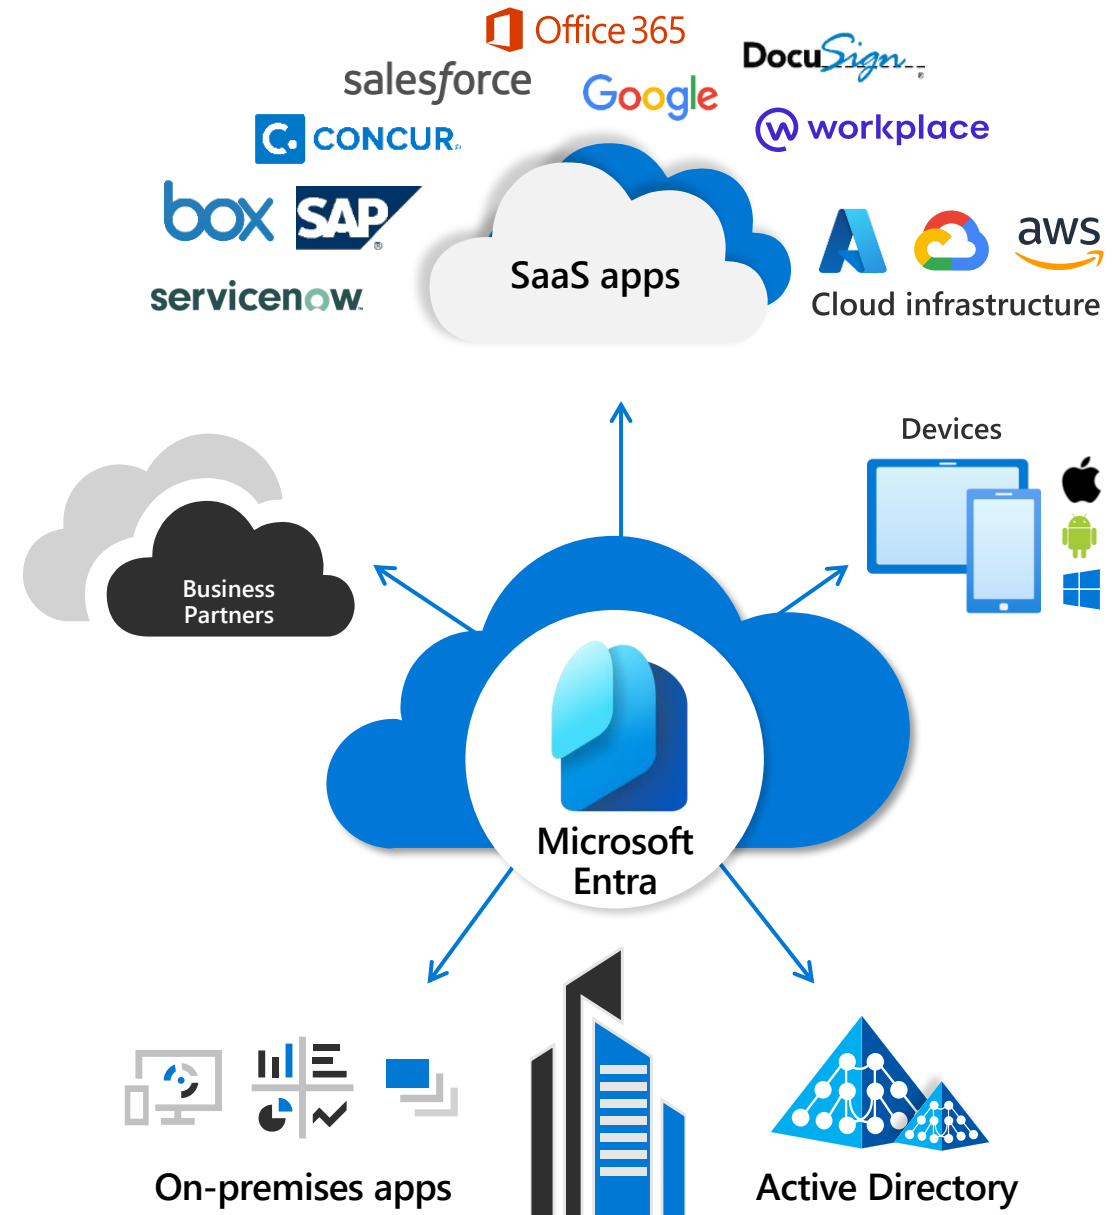 Office 365
salesforce
Google
DocuSign
workplace
CONCUR
box
SAP
servicenow
SaaS apps
aws
Cloud infrastructure
Devices
Business
Partners
Microsoft
Entra
On-premises apps
Active Directory